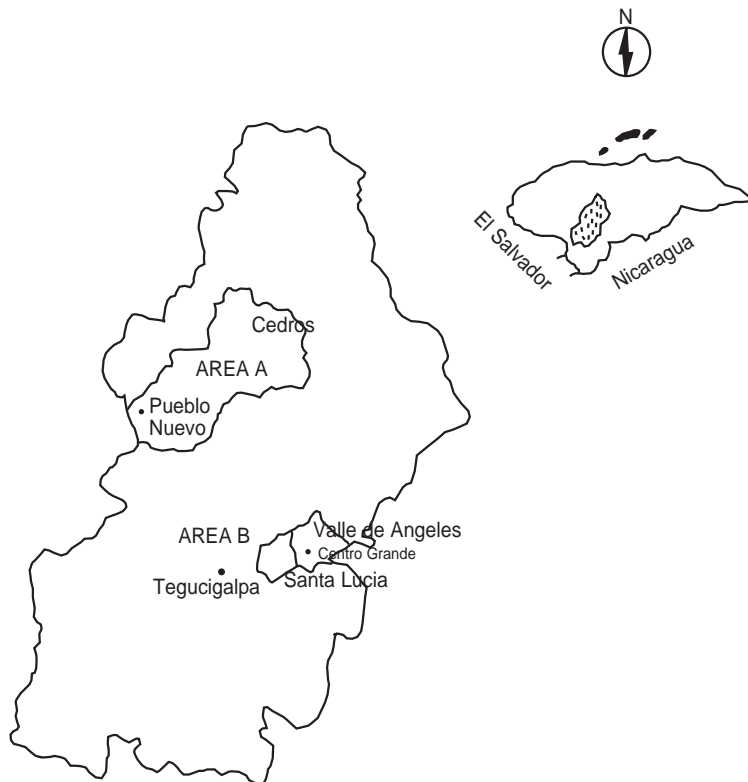 N
El Salvador
Nicaragua
Cedros
AREA A
Pueblo
Nuevo
AREA B
Valle de Angeles
Centro Grande
Tegucigalpa
Santa Lucia